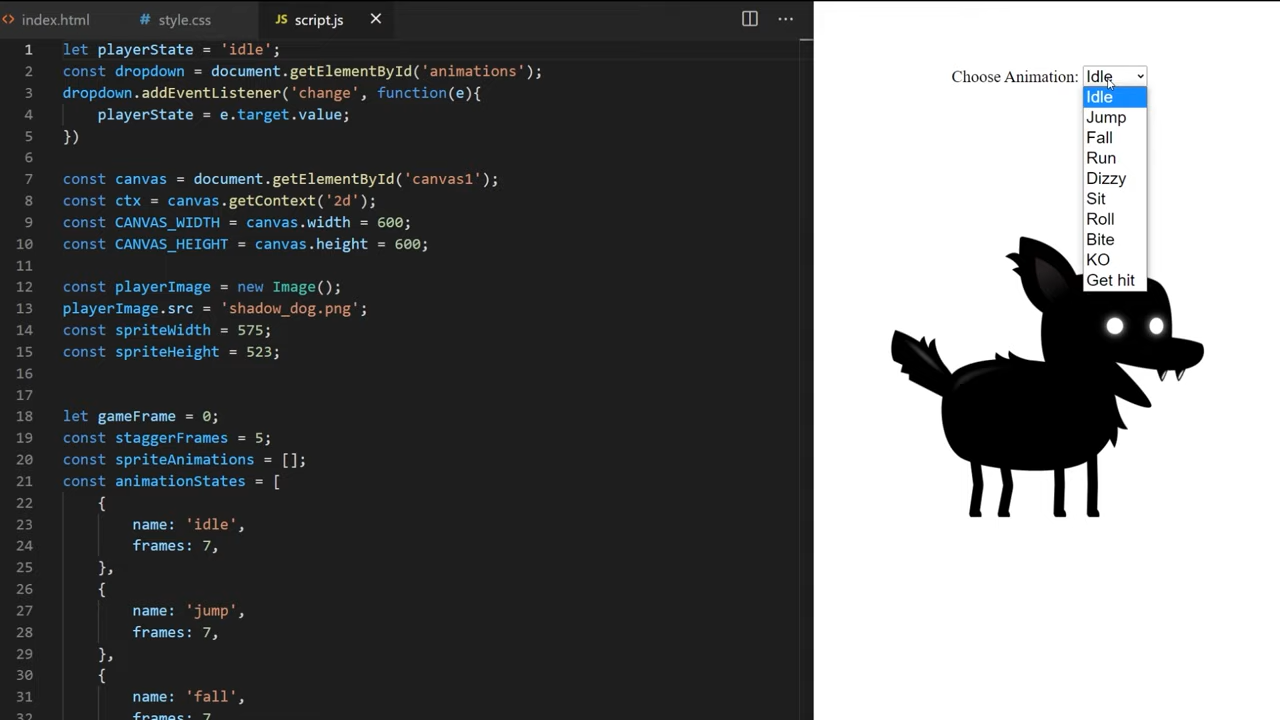 index.html
# style.css
JS script.js
1 let playerState = 'idle';
2 const dropdown = document.getElementById('animations');
3 dropdown.addEventListener('change', function(e){
4 playerState = e.target.value;
5 })
6
7 const canvas = document.getElementById('canvas1');
8 const ctx = canvas.getContext('2d');
9 const CANVAS_WIDTH = canvas.width = 600;
10 const CANVAS_HEIGHT = canvas.height = 600;
11
12 const playerImage = new Image();
13 playerImage.src = 'shadow_dog.png';
14 const spriteWidth = 575;
15 const spriteHeight = 523;
16
17
18 let gameFrame = 0;
19 const staggerFrames = 5;
20 const spriteAnimations = [];
21 const animationStates = [
22 {
23 name: 'idle',
24 frames: 7,
25 },
26 {
27 name: 'jump',
28 frames: 7,
29 },
30 {
31 name: 'fall',
32 frames: 7,
Choose Animation: Idle
Idle
Jump
Fall
Run
Dizzy
Sit
Roll
Bite
KO
Get hit